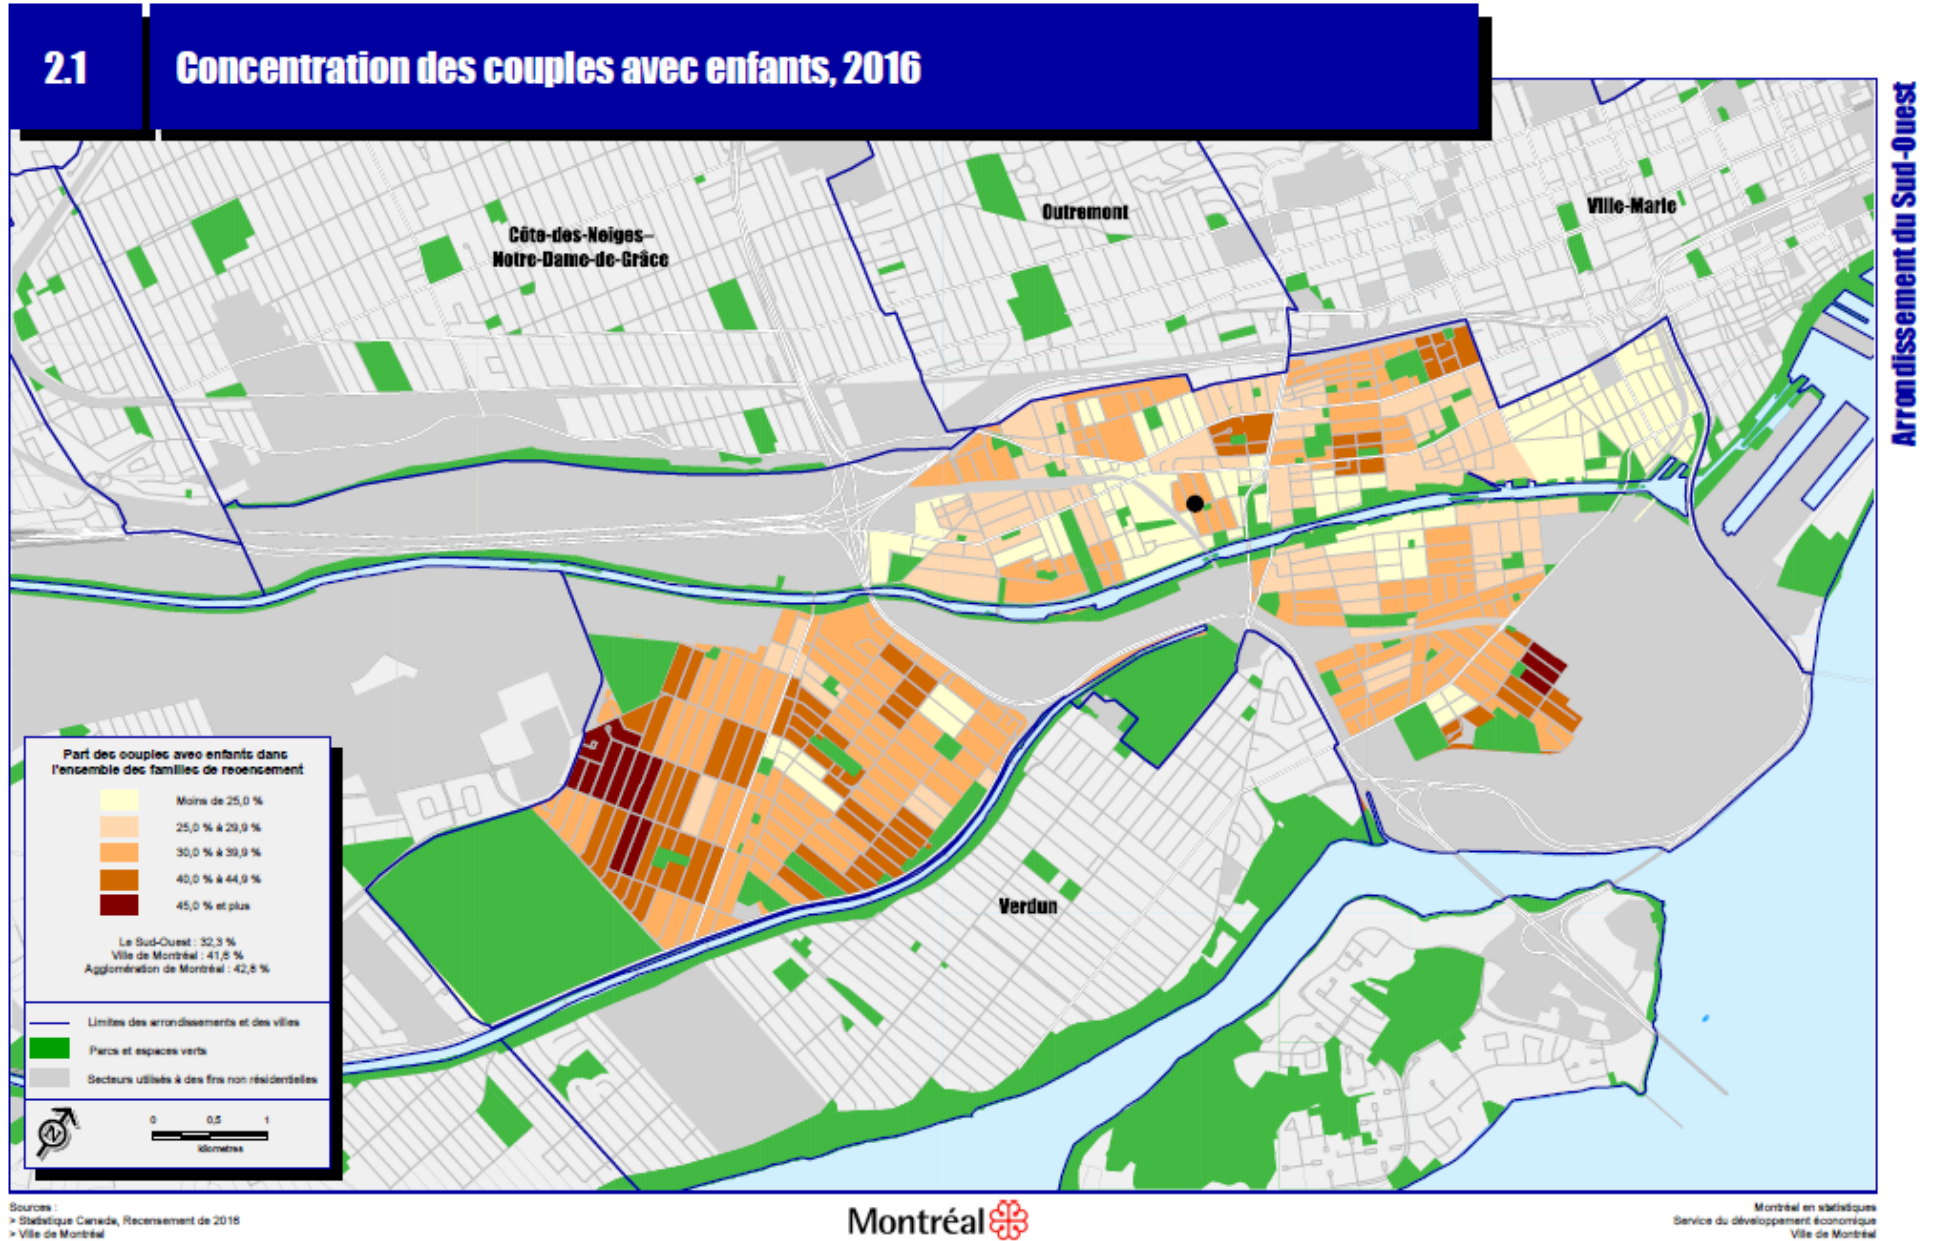 2.1
Concentration des couples avec enfants, 2016
Arrondissement du Sud-Ouest
Côte-des-Neiges–
Notre-Dame-de-Grâce
Outremont
Ville-Marie
Verdun
Part des couples avec enfants dans
l'ensemble des familles de recensement
Moins de 25,0 %
25,0 % à 29,9 %
30,0 % à 39,9 %
40,0 % à 44,9 %
45,0 % et plus
Le Sud-Ouest : 32,3 %
Ville de Montréal : 41,6 %
Agglomération de Montréal : 42,8 %
Limites des arrondissements et des villes
Parcs et espaces verts
Secteurs utilisés à des fins non résidentielles
N
0 0,5 1
kilometres
Sources :
> Statistique Canada, Recensement de 2016
> Ville de Montréal
Montréal
Montréal en statistiques
Service du développement économique
Ville de Montréal